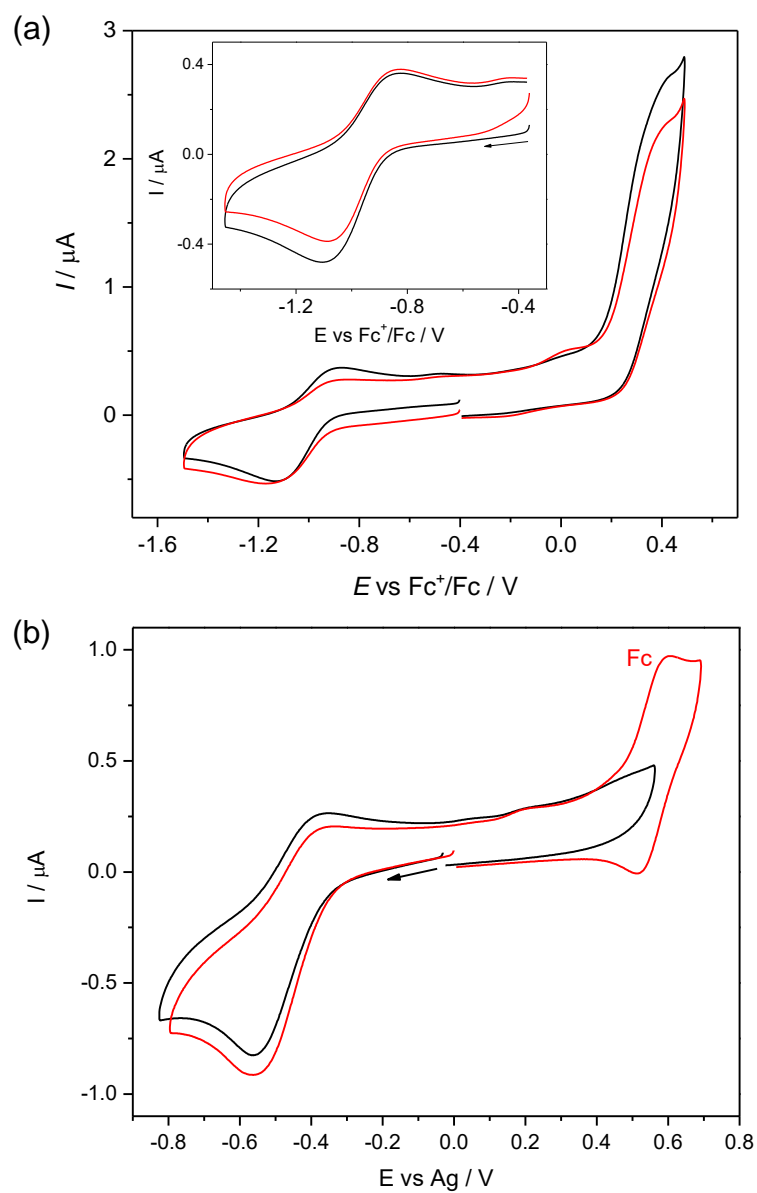 (a)
3
2
1
0
I / μA
-1.6 -1.2 -0.8 -0.4 0.0 0.4
E vs Fc⁺/Fc / V
0.4
0.0
-0.4
I / μA
-1.2 -0.8 -0.4
E vs Fc⁺/Fc / V
(b)
1.0
0.5
0.0
-0.5
-1.0
I / μA
Fc
-0.8 -0.6 -0.4 -0.2 0.0 0.2 0.4 0.6 0.8
E vs Ag / V